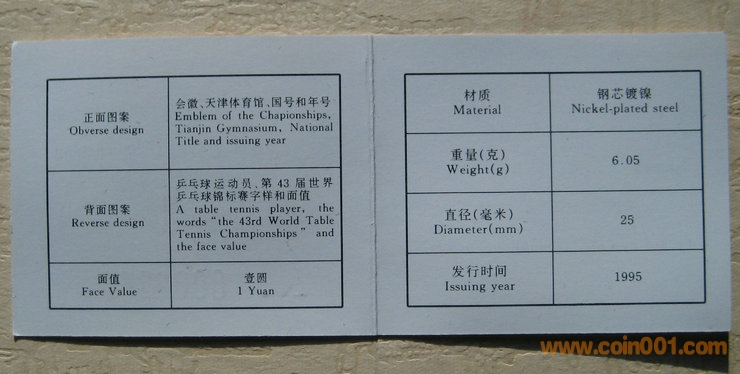 正面图案
Obverse design
会徽、天津体育馆、国号和年号
Emblem of the Chapionships,
Tianjin Gymnasium, National
Title and issuing year
背面图案
Reverse design
乒乓球运动员、第 43 届世界
乒乓球锦标赛字样和面值
A table tennis player, the
words “the 43rd World Table
Tennis Championships” and
the face value
面值
Face Value
壹圆
1 Yuan
材质
Material
钢芯镀镍
Nickel-plated steel
重量(克)
Weight(g)
6.05
直径(毫米)
Diameter(mm)
25
发行时间
Issuing year
1995
www.coin001.com